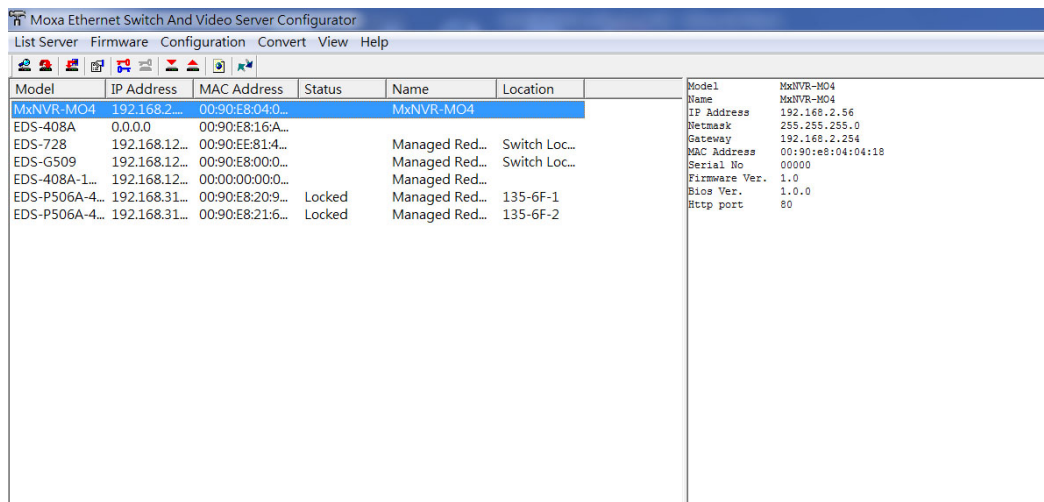 Moxa Ethernet Switch And Video Server Configurator
List Server Firmware Configuration Convert View Help
Model IP Address MAC Address Status Name Location
MxNVR-MO4 192.168.2.... 00:90:E8:04:0... MxNVR-MO4
EDS-408A 0.0.0.0 00:90:E8:16:A...
EDS-728 192.168.12... 00:90:EE:81:4... Managed Red... Switch Loc...
EDS-G509 192.168.12... 00:90:E8:00:0... Managed Red... Switch Loc...
EDS-408A-1... 192.168.12... 00:00:00:00:0... Managed Red...
EDS-P506A-4... 192.168.31... 00:90:E8:20:9... Locked Managed Red... 135-6F-1
EDS-P506A-4... 192.168.31... 00:90:E8:21:6... Locked Managed Red... 135-6F-2
Model MxNVR-MO4
Name MxNVR-MO4
IP Address 192.168.2.56
Netmask 255.255.255.0
Gateway 192.168.2.254
MAC Address 00:90:e8:04:04:18
Serial No 00000
Firmware Ver. 1.0
Bios Ver. 1.0.0
Http port 80